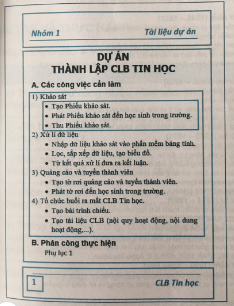 Nhóm 1 Tài liệu dự án
DỰ ÁN
THÀNH LẬP CLB TIN HỌC
A. Các công việc cần làm
1) Khảo sát
• Tạo Phiếu khảo sát.
• Phát Phiếu khảo sát đến học sinh trong trường.
• Thu Phiếu khảo sát.
2) Xử lí dữ liệu
• Nhập dữ liệu khảo sát vào phần mềm bảng tính.
• Lọc, sắp xếp dữ liệu, tạo biểu đồ.
• Từ kết quả xử lí đưa ra kết luận.
3) Quảng cáo và tuyển thành viên
• Tạo tờ rơi quảng cáo và tuyển thành viên.
• Phát tờ rơi đến học sinh trong trường.
4) Tổ chức buổi ra mắt CLB Tin học.
• Tạo bài trình chiếu.
• Tạo tài liệu CLB (nội quy hoạt động, nội dung
hoạt động,...).
B. Phân công thực hiện
Phụ lục 1
1 CLB Tin học